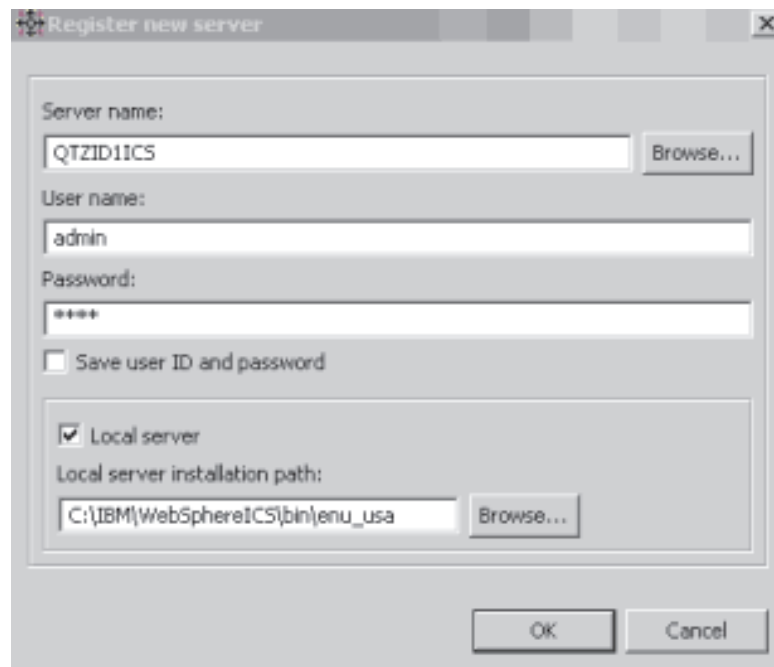 Register new server
Server name:
QTZID1ICS Browse...
User name:
admin
Password:
****
Save user ID and password
Local server
Local server installation path:
C:\IBM\WebSphereICS\bin\enu_usa Browse...
OK Cancel